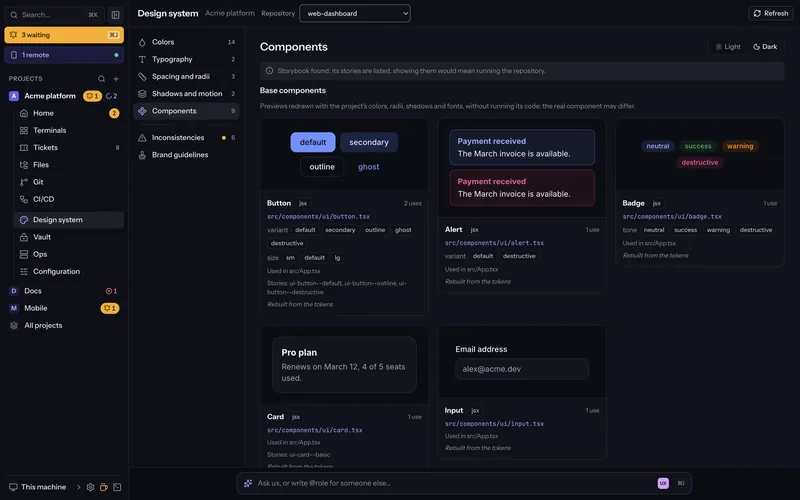 Search...
⌘K
3 waiting
⌘J
1 remote
PROJECTS
A Acme platform 1 2
Home 2
Terminals
Tickets 8
Files
Git
CI/CD
Design system
Vault
Ops
Configuration
D Docs 1
M Mobile 1
All projects
This machine
Design system Acme platform Repository web-dashboard
Refresh
Colors 14
Typography 2
Spacing and radii 3
Shadows and motion 2
Components 9
Inconsistencies 6
Brand guidelines
Components
Light Dark
Storybook found: its stories are listed, showing them would mean running the repository.
Base components
Previews redrawn with the project's colors, radii, shadows and fonts, without running its code: the real component may differ.
default secondary
outline ghost
Button jsx 2 uses
src/components/ui/button.tsx
variant default secondary outline ghost
destructive
size sm default lg
Used in src/App.tsx
Stories: ui-button--default, ui-button--outline, ui-
button--destructive
Rebuilt from the tokens
Payment received
The March invoice is available.
Payment received
The March invoice is available.
Alert jsx 1 use
src/components/ui/alert.tsx
variant default destructive
Used in src/App.tsx
Rebuilt from the tokens
neutral success warning
destructive
Badge jsx 1 use
src/components/ui/badge.tsx
tone neutral success warning destructive
Used in src/App.tsx
Rebuilt from the tokens
Pro plan
Renews on March 12, 4 of 5 seats
used.
Card jsx 1 use
src/components/ui/card.tsx
Used in src/App.tsx
Stories: ui-card--basic
Rebuilt from the tokens
Email address
alex@acme.dev
Input jsx 1 use
src/components/ui/input.tsx
Used in src/App.tsx
Rebuilt from the tokens
Ask ux, or write @role for someone else...
UX
⌘I